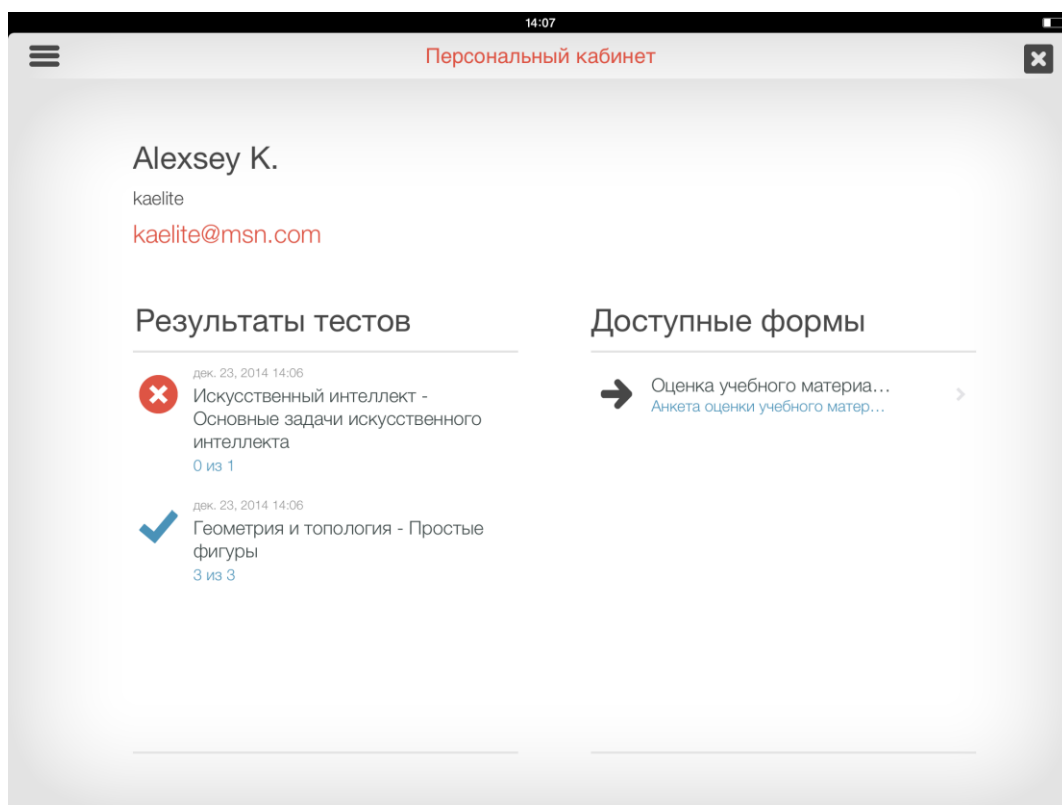 14:07
Персональный кабинет
Alexsey K.
kaelite
kaelite@msn.com
Результаты тестов
дек. 23, 2014 14:06
Искусственный интеллект -
Основные задачи искусственного
интеллекта
0 из 1
дек. 23, 2014 14:06
Геометрия и топология - Простые
фигуры
3 из 3
Доступные формы
Оценка учебного материа...
Анкета оценки учебного матер...